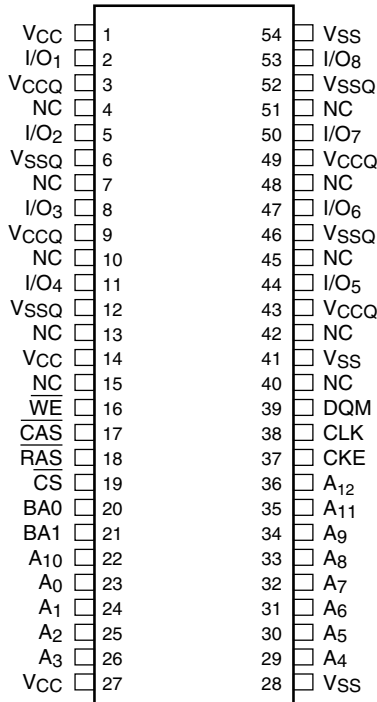 VCC 1 54 VSS
I/O1 2 53 I/O8
VCCQ 3 52 VSSQ
NC 4 51 NC
I/O2 5 50 I/O7
VSSQ 6 49 VCCQ
NC 7 48 NC
I/O3 8 47 I/O6
VCCQ 9 46 VSSQ
NC 10 45 NC
I/O4 11 44 I/O5
VSSQ 12 43 VCCQ
NC 13 42 NC
VCC 14 41 VSS
NC 15 40 NC
WE 16 39 DQM
CAS 17 38 CLK
RAS 18 37 CKE
CS 19 36 A12
BA0 20 35 A11
BA1 21 34 A9
A10 22 33 A8
A0 23 32 A7
A1 24 31 A6
A2 25 30 A5
A3 26 29 A4
VCC 27 28 VSS